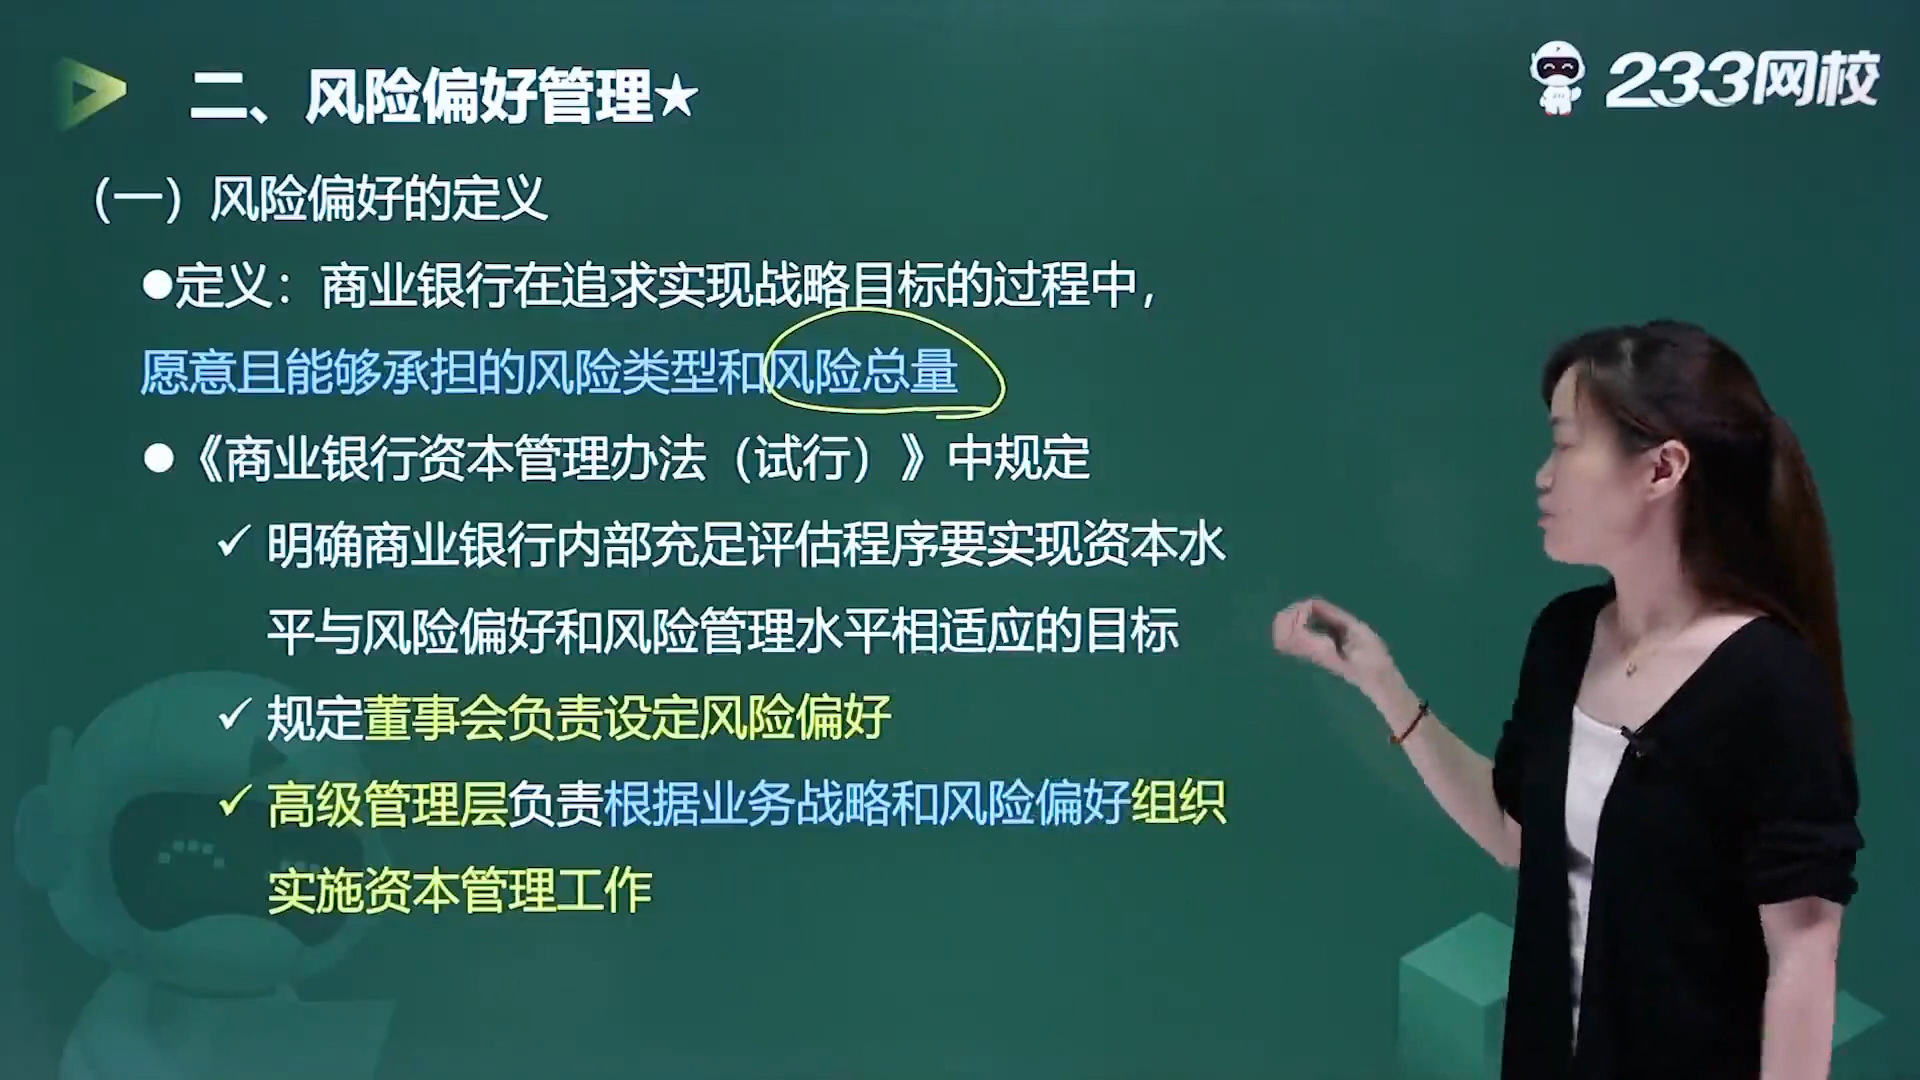 二、风险偏好管理★
233网校
（一）风险偏好的定义
●定义：商业银行在追求实现战略目标的过程中，
愿意且能够承担的风险类型和风险总量
●《商业银行资本管理办法（试行）》中规定
✓ 明确商业银行内部充足评估程序要实现资本水
平与风险偏好和风险管理水平相适应的目标
✓ 规定董事会负责设定风险偏好
✓ 高级管理层负责根据业务战略和风险偏好组织
实施资本管理工作